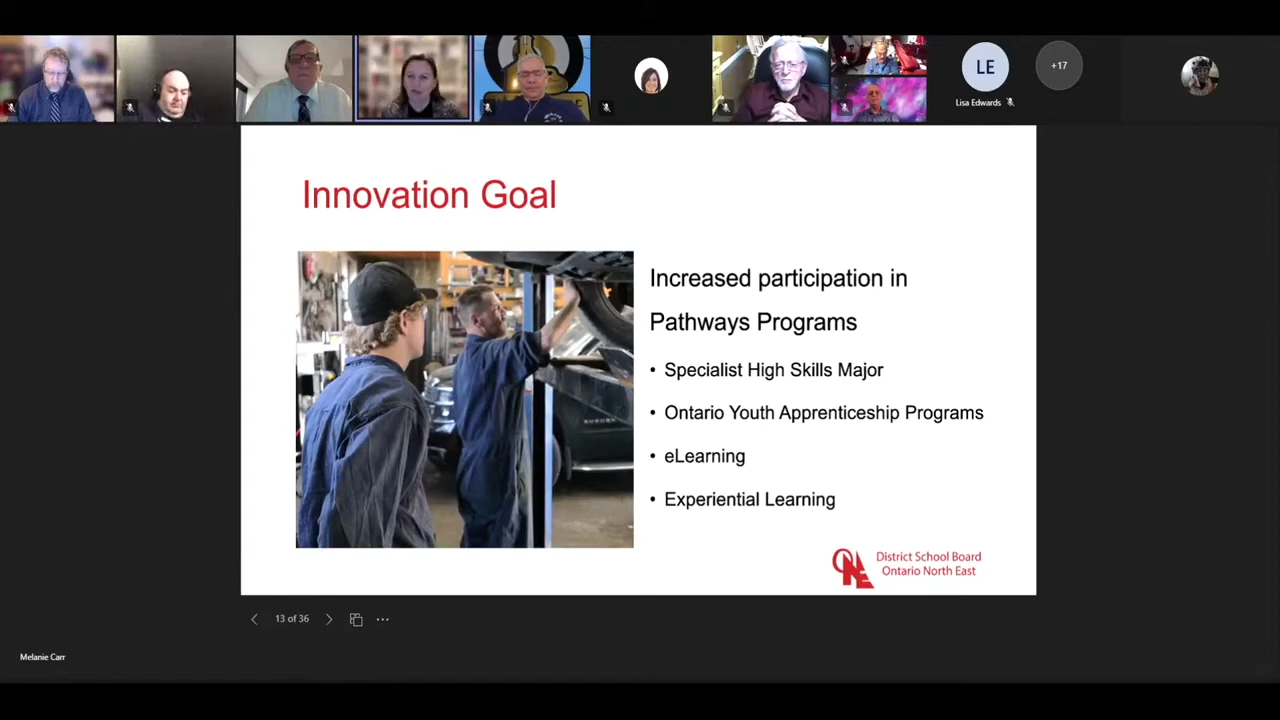 LE
+17
Lisa Edwards
Innovation Goal
Increased participation in
Pathways Programs
• Specialist High Skills Major
• Ontario Youth Apprenticeship Programs
• eLearning
• Experiential Learning
District School Board
Ontario North East
13 of 36
Melanie Carr